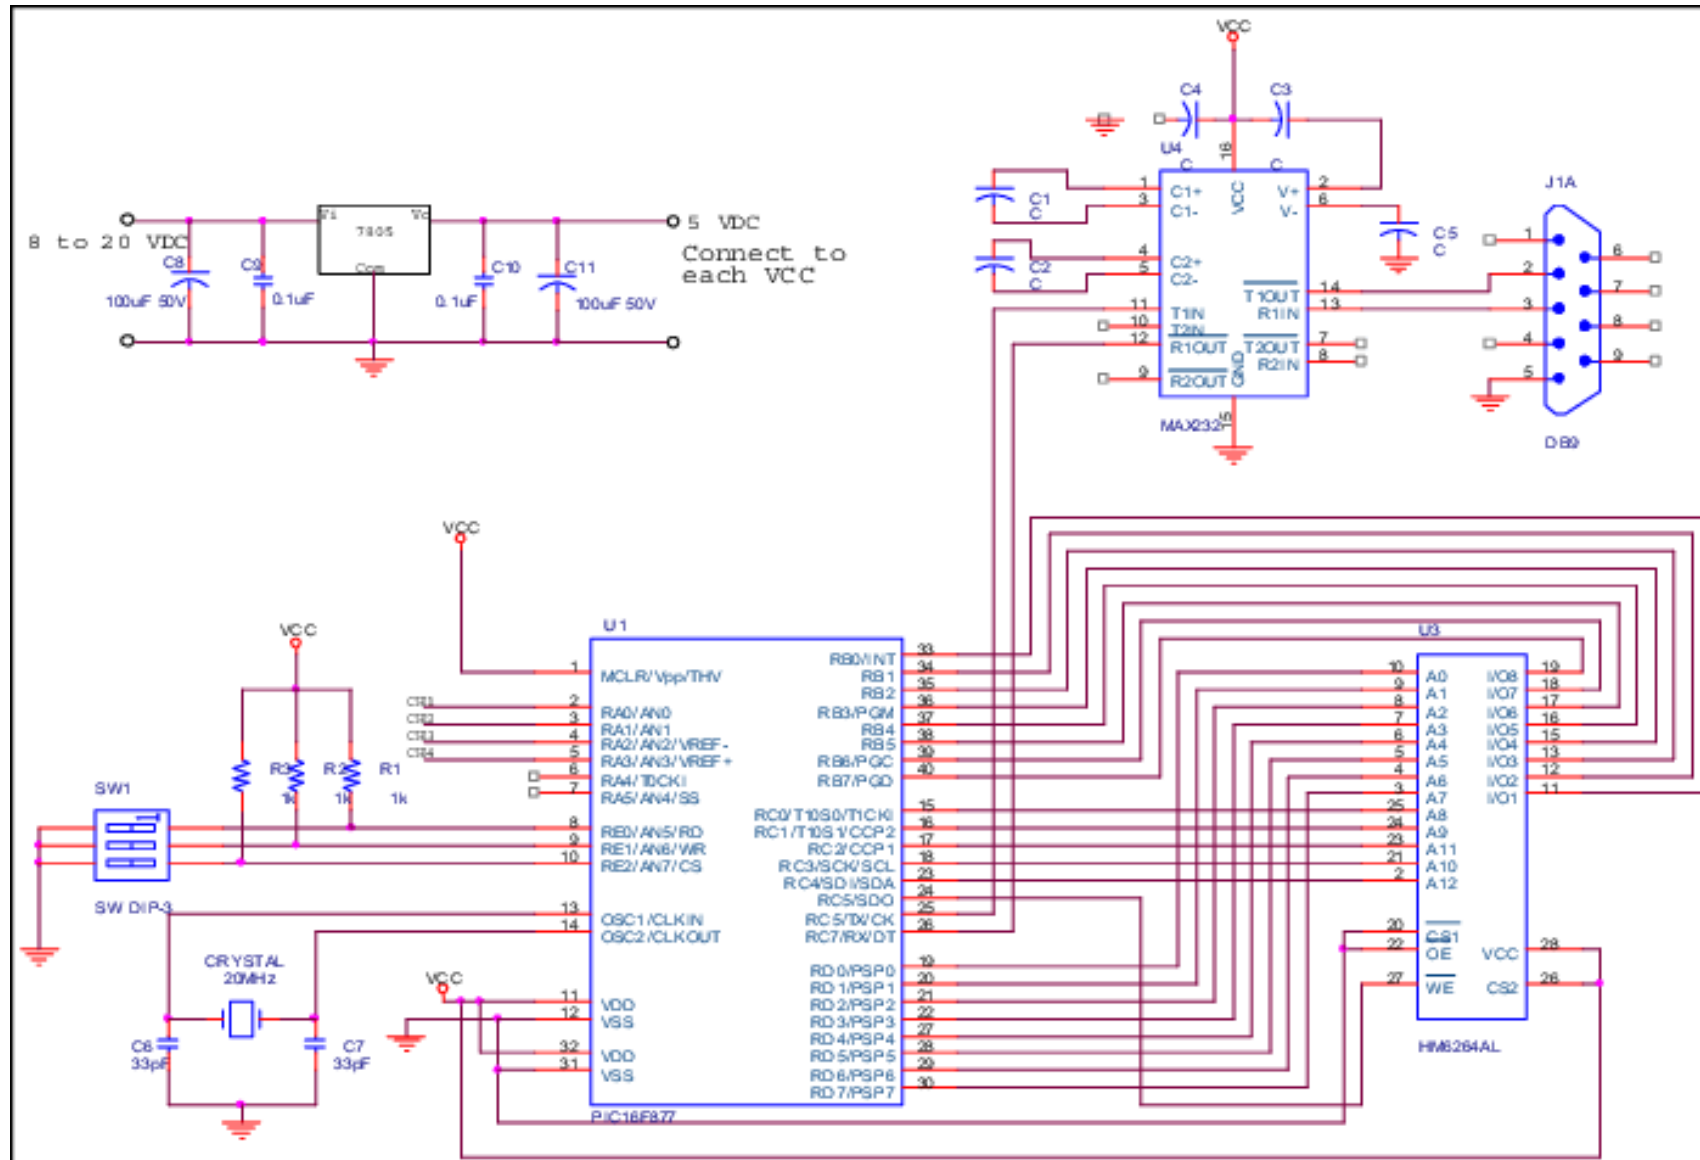 VCC
C4
C3
U4
16
C
C
1
C1+
3
C1-
VCC
V+
2
V-
6
C1
C
J1A
4
C2+
5
C2-
C2
C
C5
C
1
6
2
7
3
8
4
9
5
T1OUT
14
R1IN
13
11
T1IN
10
T2IN
12
R1OUT
T2OUT
7
R2IN
8
9
R2OUT
GND
MAX232
15
DB9
8 to 20 VDC
7805
Com
5 VDC
Connect to
each VCC
C8
C9
C10
C11
100uF 50V
0.1uF
0.1uF
100uF 50V
VCC
VCC
U1
1
MCLR/Vpp/THV
2
RA0/AN0
3
RA1/AN1
4
RA2/AN2/VREF-
5
RA3/AN3/VREF+
6
RA4/T0CKI
7
RA5/AN4/SS
R3
R2
R1
1k
1k
1k
SW1
1
8
RE0/AN5/RD
9
RE1/AN6/WR
10
RE2/AN7/CS
SW DIP-3
13
OSC1/CLKIN
14
OSC2/CLKOUT
CRYSTAL
20MHz
C6
33pF
C7
33pF
VCC
11
VDD
12
VSS
32
VDD
31
VSS
PIC16F877
RB0/INT
33
RB1
34
RB2
35
RB3/PGM
36
RB4
37
RB5
38
RB6/PGC
39
RB7/PGD
40
RC0/T10S0/T1CKI
15
RC1/T10S1/CCP2
16
RC2/CCP1
17
RC3/SCK/SCL
18
RC4/SDI/SDA
23
RC5/SDO
24
RC5/TX/CK
25
RC7/RX/DT
26
RD0/PSP0
19
RD1/PSP1
20
RD2/PSP2
21
RD3/PSP3
22
RD4/PSP4
27
RD5/PSP5
28
RD6/PSP6
29
RD7/PSP7
30
U3
10
A0
I/O8
19
9
A1
I/O7
18
8
A2
I/O6
17
7
A3
I/O5
16
6
A4
I/O4
15
5
A5
I/O3
13
4
A6
I/O2
12
3
A7
I/O1
11
25
A8
24
A9
23
A11
21
A10
2
A12
20
CS1
22
OE
VCC
28
27
WE
CS2
26
HM6264AL